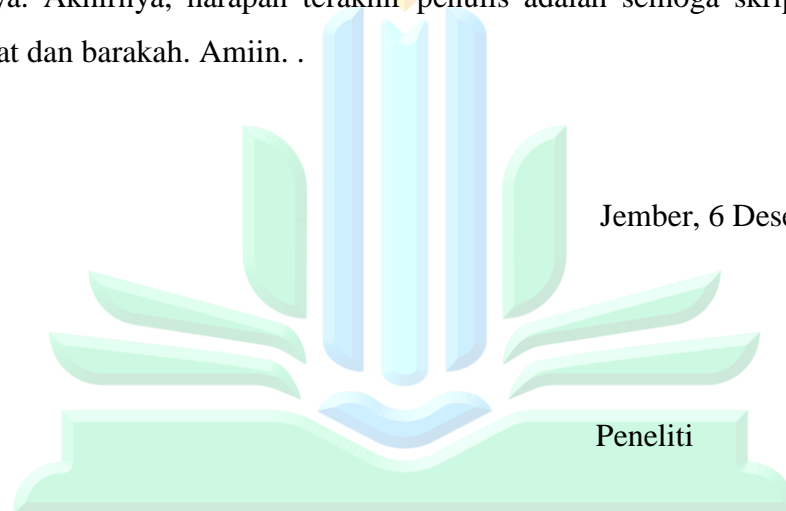 ya. Akhirnya, harapan terakhir penulis adalah semoga skrip
at dan barakah. Amiin. .
Jember, 6 Dese
Peneliti